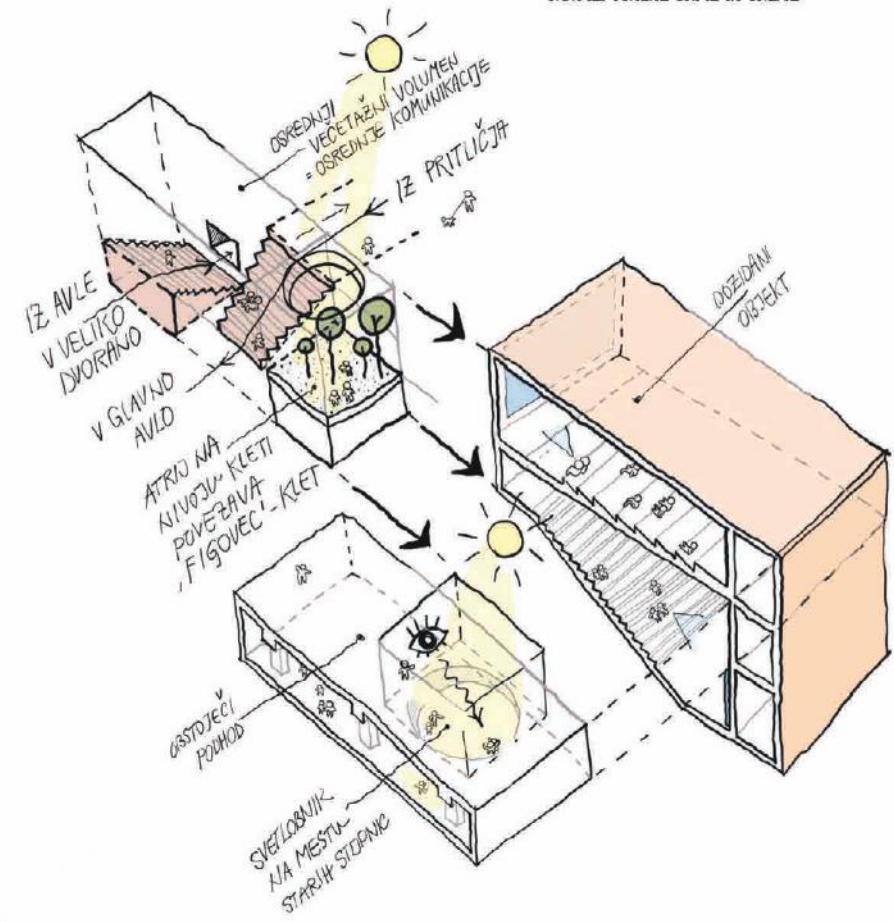 OSREDNJI
VEČETAŽNI VOLUMEN
= OSREDNJE KOMUNIKACIJE
IZ PRITLIČJA
IZ AVLE
V VELIKO
DVORANO
V GLAVNO
AVLO
ATRIJ NA
NIVOJU KLETI
POVEZAVA
'FIGOVEC'-KLET
DOZIDANI
OBJEKT
OBSTOJEČI
PODHOD
SVETLOBNIK
NA MESTU
STARIH STOPNIC